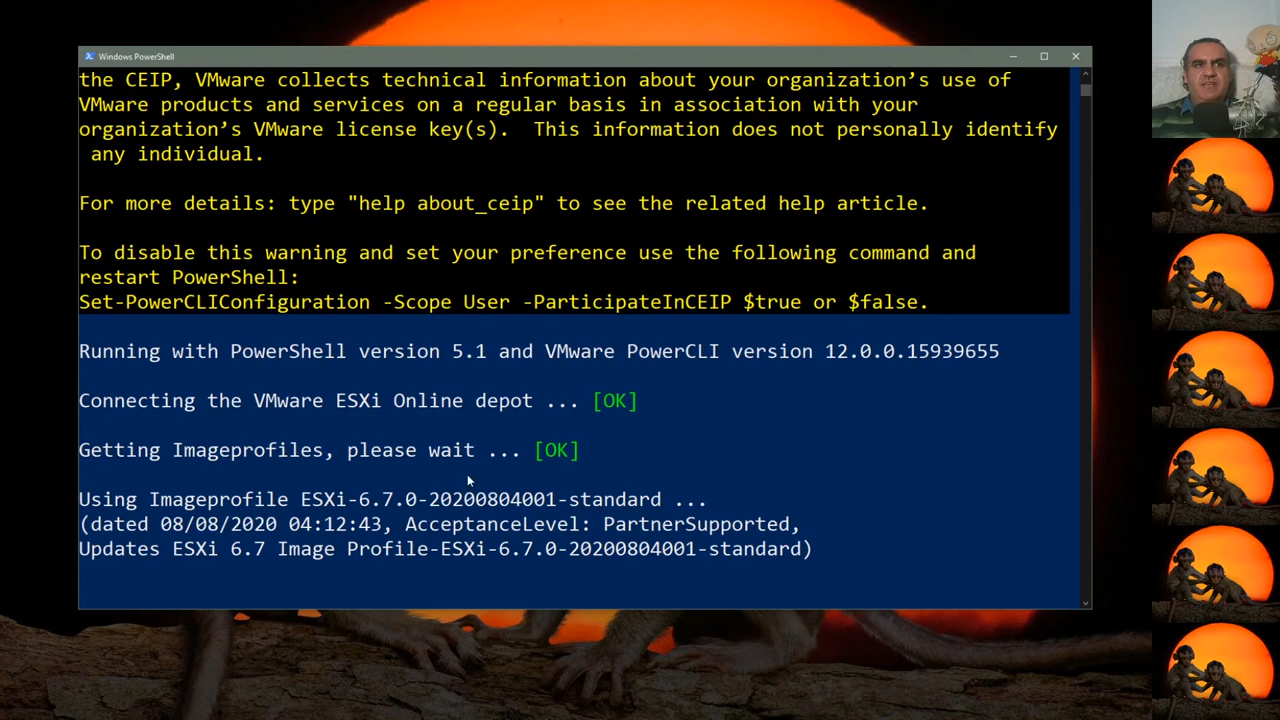 Windows PowerShell
the CEIP, VMware collects technical information about your organization’s use of
VMware products and services on a regular basis in association with your
organization’s VMware license key(s).  This information does not personally identify
 any individual.
For more details: type "help about_ceip" to see the related help article.
To disable this warning and set your preference use the following command and
restart PowerShell:
Set-PowerCLIConfiguration -Scope User -ParticipateInCEIP $true or $false.
Running with PowerShell version 5.1 and VMware PowerCLI version 12.0.0.15939655
Connecting the VMware ESXi Online depot ... [OK]
Getting Imageprofiles, please wait ... [OK]
Using Imageprofile ESXi-6.7.0-20200804001-standard ...
(dated 08/08/2020 04:12:43, AcceptanceLevel: PartnerSupported,
Updates ESXi 6.7 Image Profile-ESXi-6.7.0-20200804001-standard)